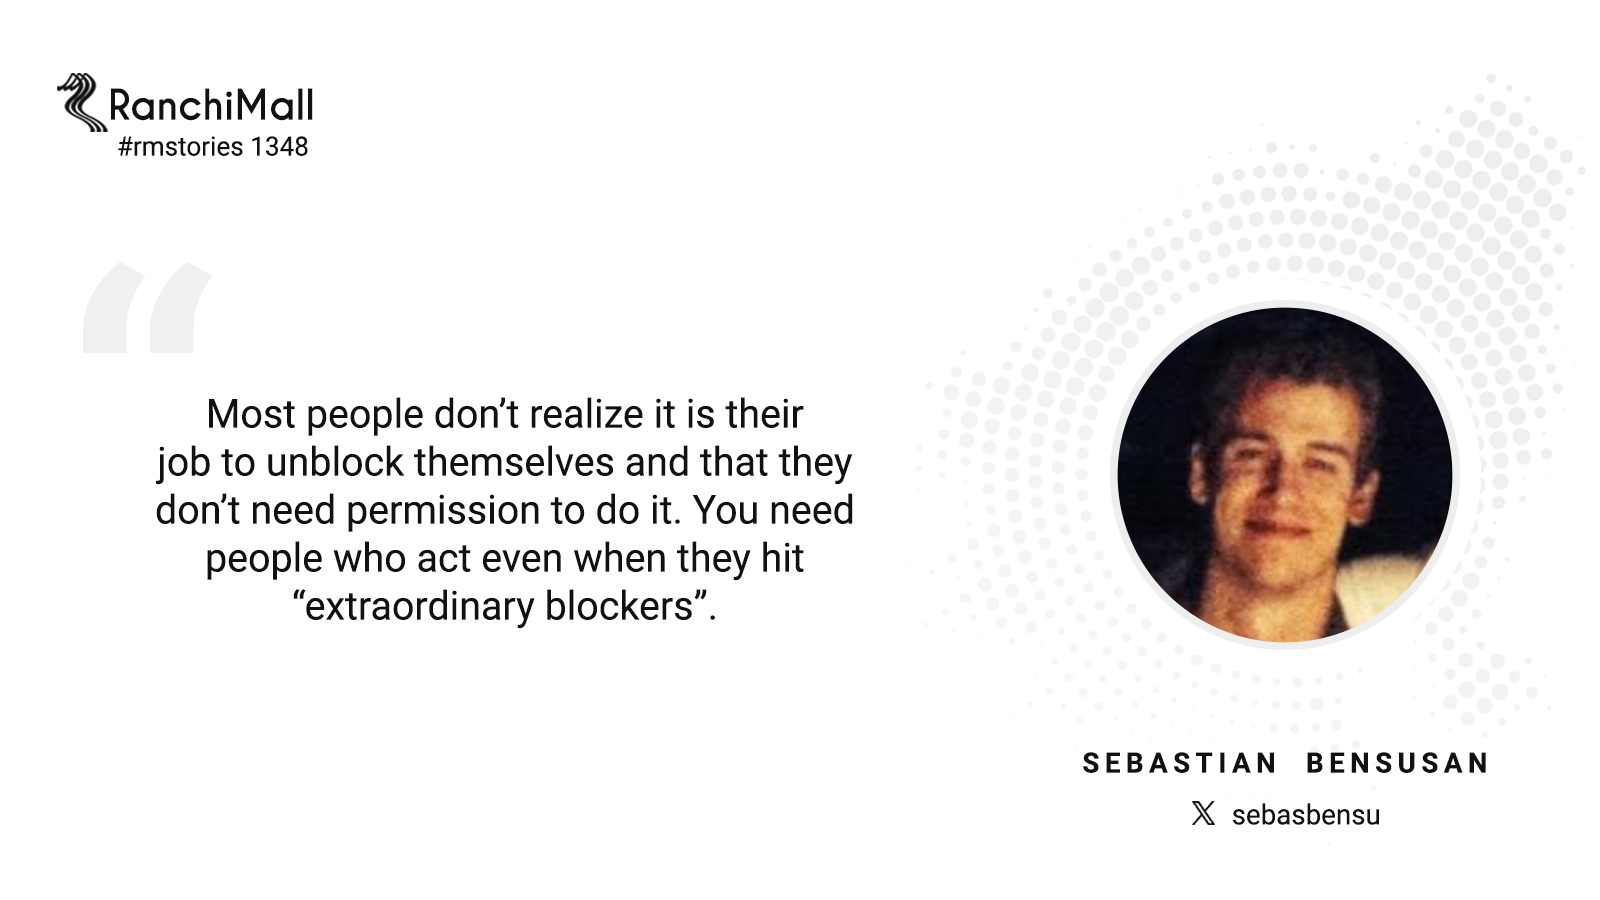 RanchiMall
#rmstories 1348
“
Most people don’t realize it is their
job to unblock themselves and that they
don’t need permission to do it. You need
people who act even when they hit
“extraordinary blockers”.
SEBASTIAN BENSUSAN
𝕏 sebasbensu